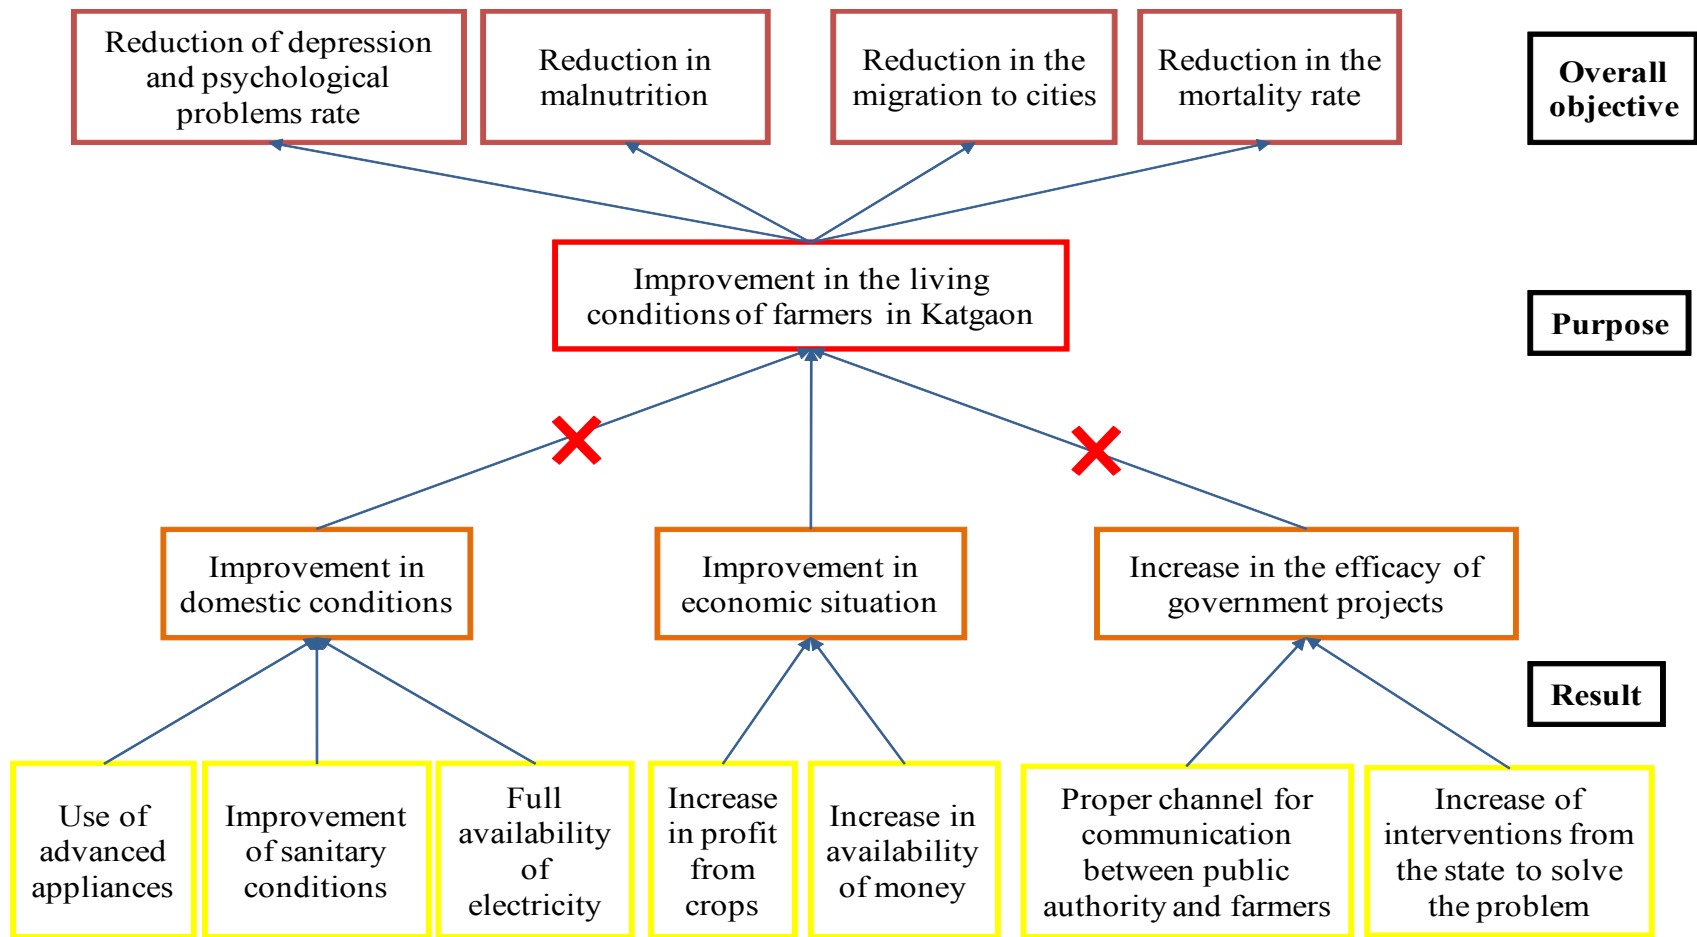 Reduction of depression
and psychological
problems rate
Reduction in
malnutrition
Reduction in the
migration to cities
Reduction in the
mortality rate
Overall
objective
Improvement in the living
conditions of farmers in Katgaon
Purpose
Improvement in
domestic conditions
Improvement in
economic situation
Increase in the efficacy of
government projects
Result
Use of
advanced
appliances
Improvement
of sanitary
conditions
Full
availability
of
electricity
Increase
in profit
from
crops
Increase in
availability
of money
Proper channel for
communication
between public
authority and farmers
Increase of
interventions from
the state to solve
the problem